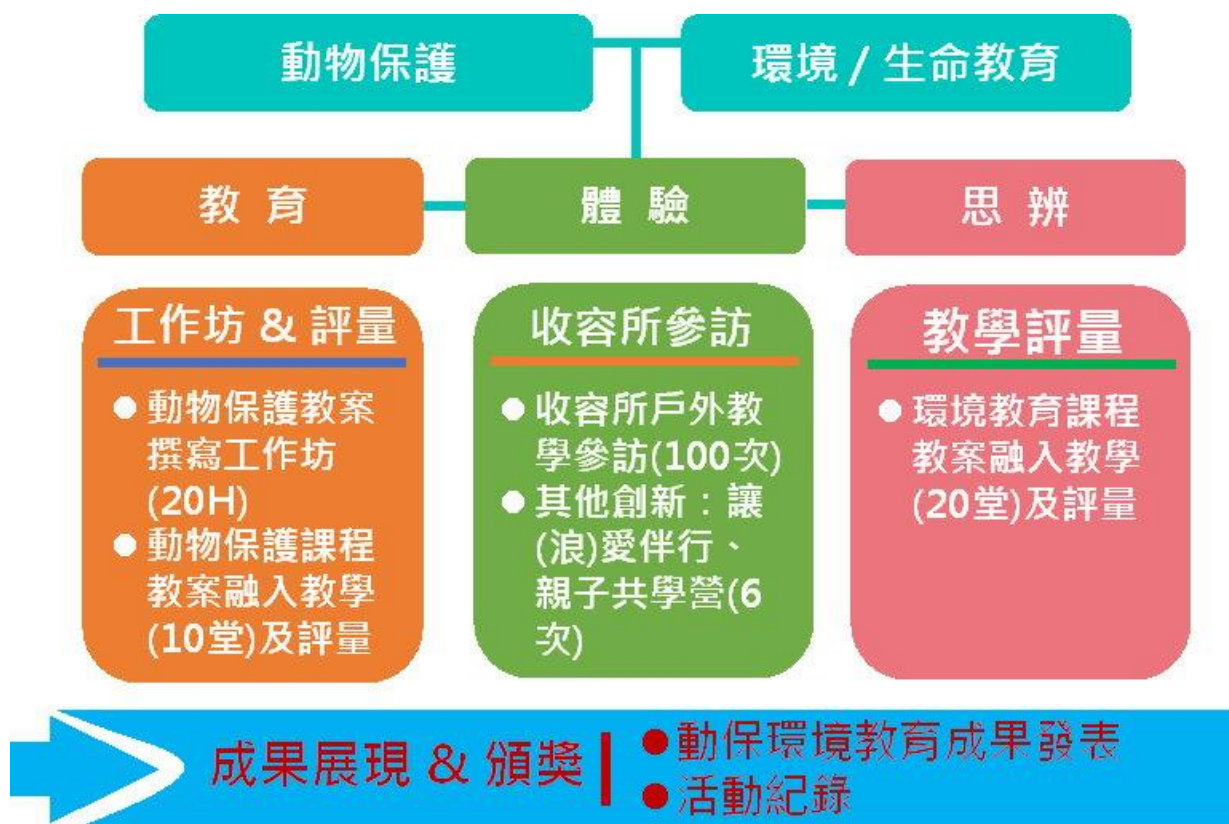 動物保護
環境 / 生命教育
教 育
體 驗
思 辨
工作坊 & 評量
● 動物保護教案
撰寫工作坊
(20H)
● 動物保護課程
教案融入教學
(10堂)及評量
收容所參訪
● 收容所戶外教
學參訪(100次)
● 其他創新：讓
(浪)愛伴行、
親子共學營(6
次)
教學評量
● 環境教育課程
教案融入教學
(20堂)及評量
成果展現 & 頒獎
●動保環境教育成果發表
●活動紀錄